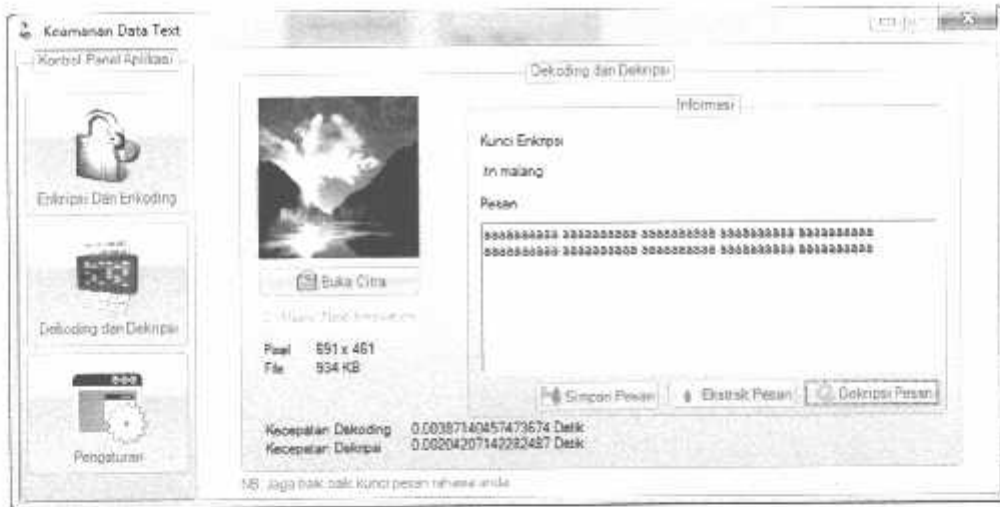 Keamanan Data Text
Kontrol Panel Aplikasi
Enkripsi Dan Enkoding
Dekoding dan Dekripsi
Pengaturan
Dekoding dan Dekripsi
Buka Citra
Pixel 691 x 461
File 934 KB
Informasi
Kunci Enkripsi
itn malang
Pesan
aaaaaaaaaa aaaaaaaaaa aaaaaaaaaa aaaaaaaaaa aaaaaaaaaa
aaaaaaaaaa aaaaaaaaaa aaaaaaaaaa aaaaaaaaaa aaaaaaaaaa
Simpan Pesan
Ekstrak Pesan
Dekripsi Pesan
Kecepatan Dekoding 0.00387140457473674 Detik
Kecepatan Dekripsi 0.00204207142282487 Detik
NB: Jaga baik baik kunci pesan rahasia anda